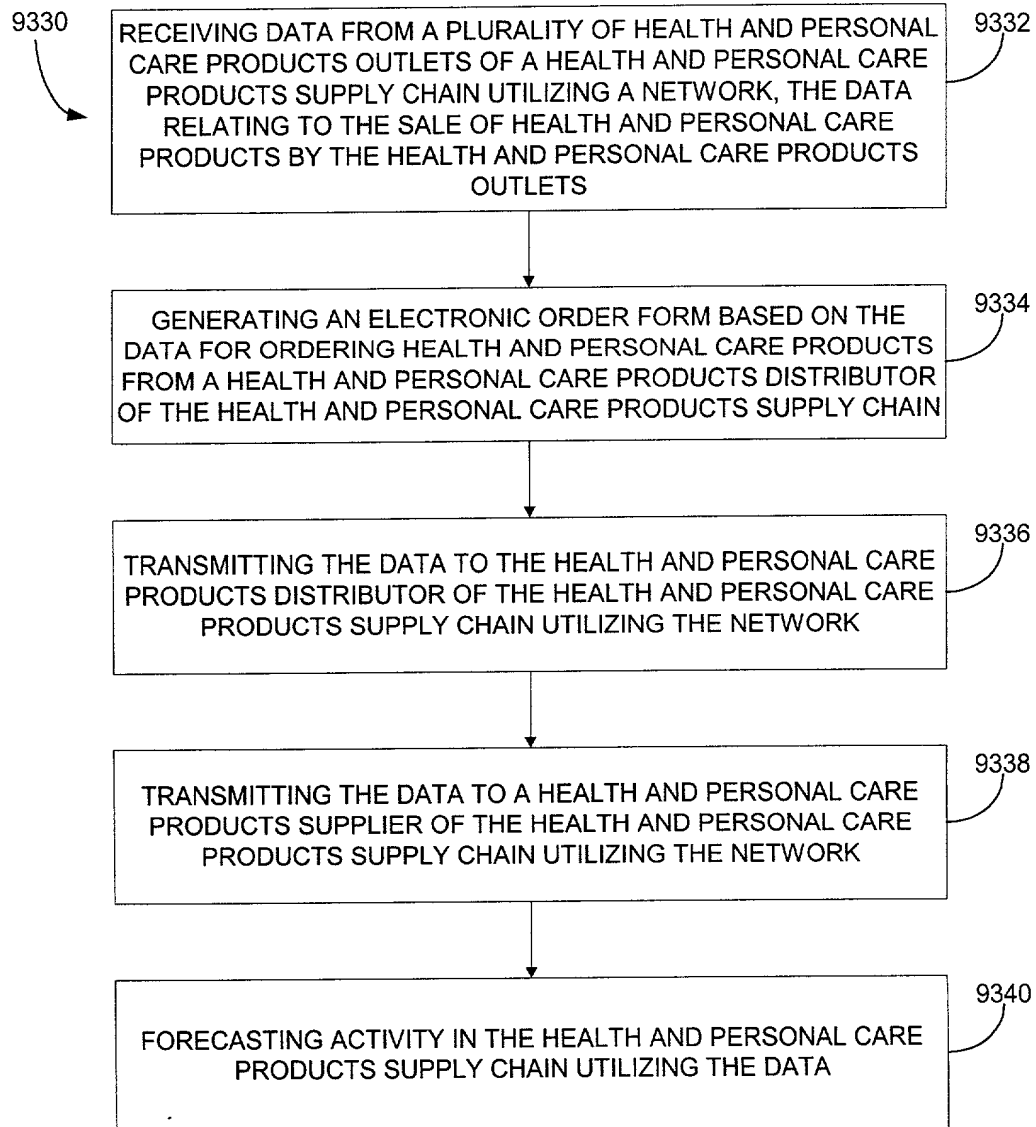 9330
RECEIVING DATA FROM A PLURALITY OF HEALTH AND PERSONAL
CARE PRODUCTS OUTLETS OF A HEALTH AND PERSONAL CARE
PRODUCTS SUPPLY CHAIN UTILIZING A NETWORK, THE DATA
RELATING TO THE SALE OF HEALTH AND PERSONAL CARE
PRODUCTS BY THE HEALTH AND PERSONAL CARE PRODUCTS
OUTLETS
9332
GENERATING AN ELECTRONIC ORDER FORM BASED ON THE
DATA FOR ORDERING HEALTH AND PERSONAL CARE PRODUCTS
FROM A HEALTH AND PERSONAL CARE PRODUCTS DISTRIBUTOR
OF THE HEALTH AND PERSONAL CARE PRODUCTS SUPPLY CHAIN
9334
TRANSMITTING THE DATA TO THE HEALTH AND PERSONAL CARE
PRODUCTS DISTRIBUTOR OF THE HEALTH AND PERSONAL CARE
PRODUCTS SUPPLY CHAIN UTILIZING THE NETWORK
9336
TRANSMITTING THE DATA TO A HEALTH AND PERSONAL CARE
PRODUCTS SUPPLIER OF THE HEALTH AND PERSONAL CARE
PRODUCTS SUPPLY CHAIN UTILIZING THE NETWORK
9338
FORECASTING ACTIVITY IN THE HEALTH AND PERSONAL CARE
PRODUCTS SUPPLY CHAIN UTILIZING THE DATA
9340